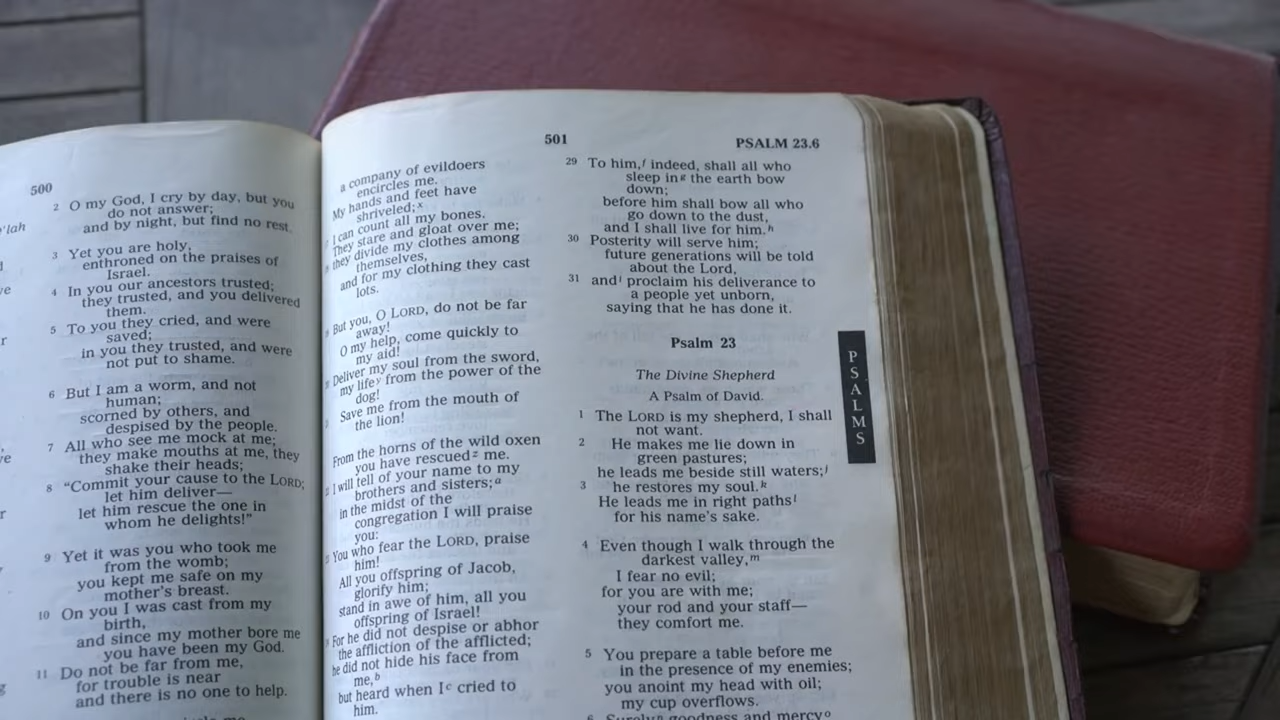 500
2 O my God, I cry by day, but you
do not answer;
and by night, but find no rest.
3 Yet you are holy,
enthroned on the praises of
Israel.
4 In you our ancestors trusted;
they trusted, and you delivered
them.
5 To you they cried, and were
saved;
in you they trusted, and were
not put to shame.
6 But I am a worm, and not
human;
scorned by others, and
despised by the people.
7 All who see me mock at me;
they make mouths at me, they
shake their heads;
8 “Commit your cause to the LORD;
let him deliver—
let him rescue the one in
whom he delights!”
9 Yet it was you who took me
from the womb;
you kept me safe on my
mother's breast.
10 On you I was cast from my
birth,
and since my mother bore me
you have been my God.
11 Do not be far from me,
for trouble is near
and there is no one to help.
501
PSALM 23.6
a company of evildoers
encircles me.
My hands and feet have
shriveled;x
I can count all my bones.
They stare and gloat over me;
they divide my clothes among
themselves,
and for my clothing they cast
lots.
But you, O LORD, do not be far
away!
O my help, come quickly to
my aid!
Deliver my soul from the sword,
my lifey from the power of the
dog!
Save me from the mouth of
the lion!
From the horns of the wild oxen
you have rescuedz me.
I will tell of your name to my
brothers and sisters;a
in the midst of the
congregation I will praise
you:
You who fear the LORD, praise
him!
All you offspring of Jacob,
glorify him;
stand in awe of him, all you
offspring of Israel!
For he did not despise or abhor
the affliction of the afflicted;
he did not hide his face from
me,b
but heard when Ic cried to
him.
29 To him,f indeed, shall all who
sleep ing the earth bow
down;
before him shall bow all who
go down to the dust,
and I shall live for him.h
30 Posterity will serve him;
future generations will be told
about the Lord,
31 andi proclaim his deliverance to
a people yet unborn,
saying that he has done it.
Psalm 23
The Divine Shepherd
A Psalm of David.
1 The LORD is my shepherd, I shall
not want.
2 He makes me lie down in
green pastures;
he leads me beside still waters;j
3 he restores my soul.k
He leads me in right pathsl
for his name's sake.
4 Even though I walk through the
darkest valley,m
I fear no evil;
for you are with me;
your rod and your staff—
they comfort me.
5 You prepare a table before me
in the presence of my enemies;
you anoint my head with oil;
my cup overflows.
6 Surelyn goodness and mercyo
PSALMS